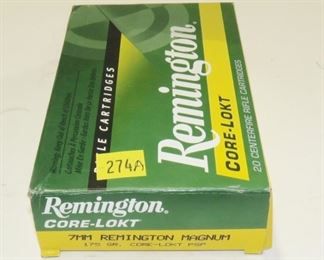 RIFLE CARTRIDGES
274A
Remington.
CORE-LOKT
20 CENTERFIRE RIFLE CARTRIDGES
Remington.
CORE-LOKT
7MM REMINGTON MAGNUM
175 GR. CORE-LOKT PSP